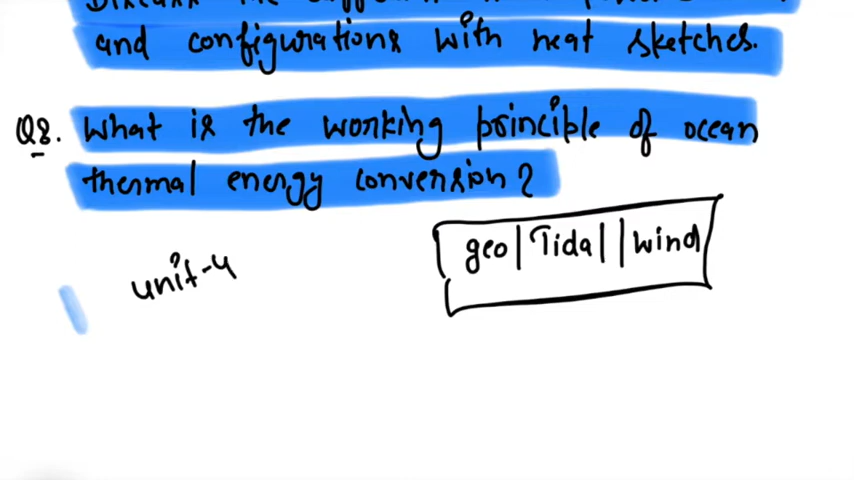 and configurations with neat sketches.
Q8. What is the working principle of ocean
thermal energy conversion?
geo|Tidal|wind
unit-4